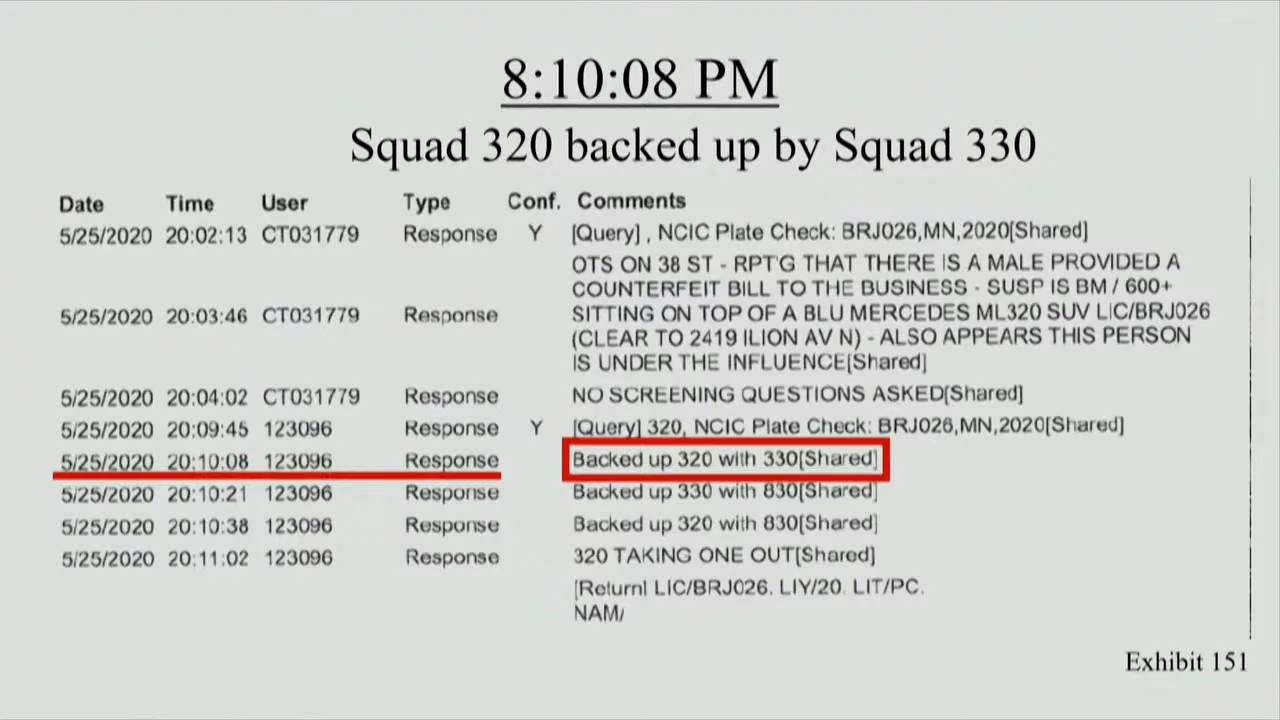 8:10:08 PM
Squad 320 backed up by Squad 330
Date Time User Type Conf. Comments
5/25/2020 20:02:13 CT031779 Response Y [Query] , NCIC Plate Check: BRJ026,MN,2020[Shared]
OTS ON 38 ST - RPT'G THAT THERE IS A MALE PROVIDED A
COUNTERFEIT BILL TO THE BUSINESS - SUSP IS BM / 600+
5/25/2020 20:03:46 CT031779 Response SITTING ON TOP OF A BLU MERCEDES ML320 SUV LIC/BRJ026
(CLEAR TO 2419 ILION AV N) - ALSO APPEARS THIS PERSON
IS UNDER THE INFLUENCE[Shared]
5/25/2020 20:04:02 CT031779 Response NO SCREENING QUESTIONS ASKED[Shared]
5/25/2020 20:09:45 123096 Response Y [Query] 320, NCIC Plate Check: BRJ026,MN,2020[Shared]
5/25/2020 20:10:08 123096 Response Backed up 320 with 330[Shared]
5/25/2020 20:10:21 123096 Response Backed up 330 with 830[Shared]
5/25/2020 20:10:38 123096 Response Backed up 320 with 830[Shared]
5/25/2020 20:11:02 123096 Response 320 TAKING ONE OUT[Shared]
[Return] LIC/BRJ026. LIY/20. LIT/PC.
NAM/
Exhibit 151